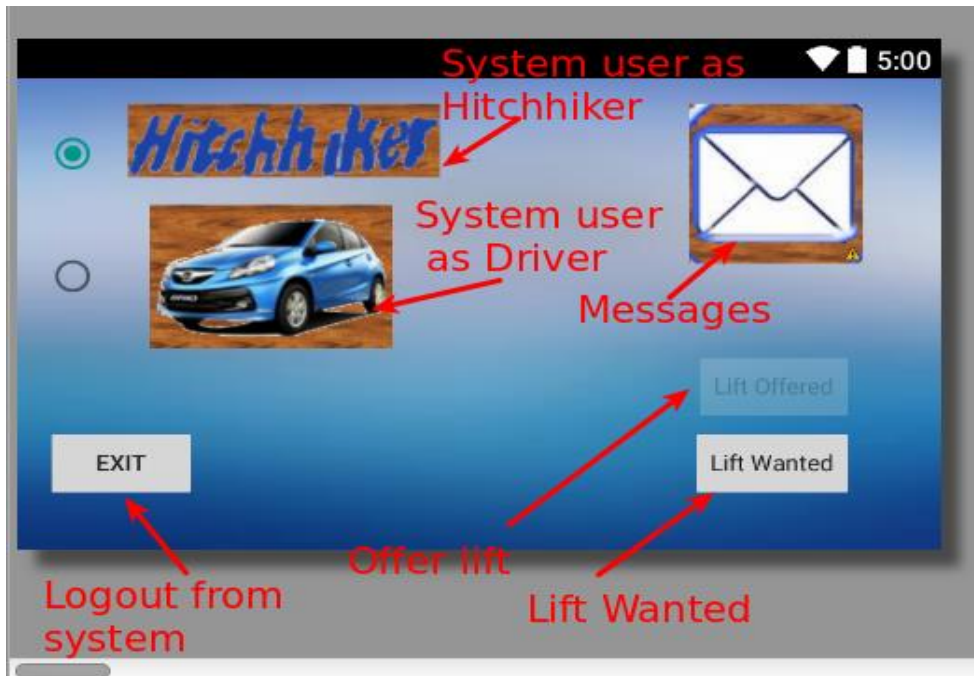 5:00
System user as
Hitchhiker
Hitchhiker
System user
as Driver
Messages
Lift Offered
EXIT
Lift Wanted
Offer lift
Logout from
system
Lift Wanted